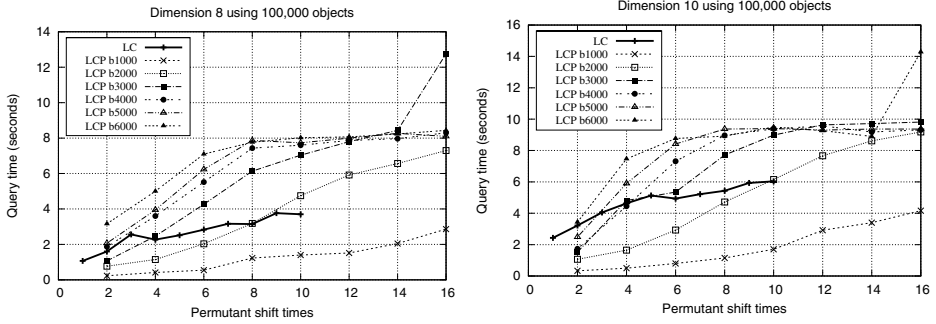 Dimension 8 using 100,000 objects
14
12
10
8
6
4
2
0
Query time (seconds)
LC
LCP b1000
LCP b2000
LCP b3000
LCP b4000
LCP b5000
LCP b6000
0 2 4 6 8 10 12 14 16
Permutant shift times
Dimension 10 using 100,000 objects
16
14
12
10
8
6
4
2
0
Query time (seconds)
LC
LCP b1000
LCP b2000
LCP b3000
LCP b4000
LCP b5000
LCP b6000
0 2 4 6 8 10 12 14 16
Permutant shift times